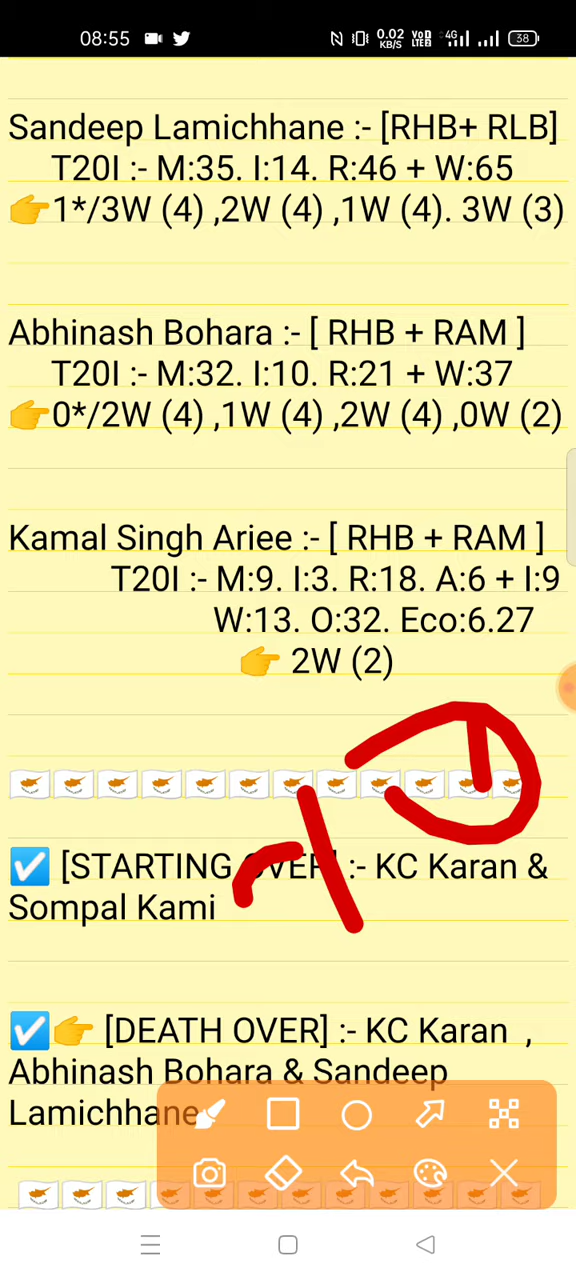 08:55 0.02 KB/S VoD LTE2 4G 38
Sandeep Lamichhane :- [RHB+ RLB]
T20I :- M:35. I:14. R:46 + W:65
👉1*/3W (4) ,2W (4) ,1W (4). 3W (3)
Abhinash Bohara :- [ RHB + RAM ]
T20I :- M:32. I:10. R:21 + W:37
👉0*/2W (4) ,1W (4) ,2W (4) ,0W (2)
Kamal Singh Ariee :- [ RHB + RAM ]
T20I :- M:9. I:3. R:18. A:6 + I:9
W:13. O:32. Eco:6.27
👉 2W (2)
☑️ [STARTING OVER] :- KC Karan &
Sompal Kami
☑️👉 [DEATH OVER] :- KC Karan ,
Abhinash Bohara & Sandeep
Lamichhane